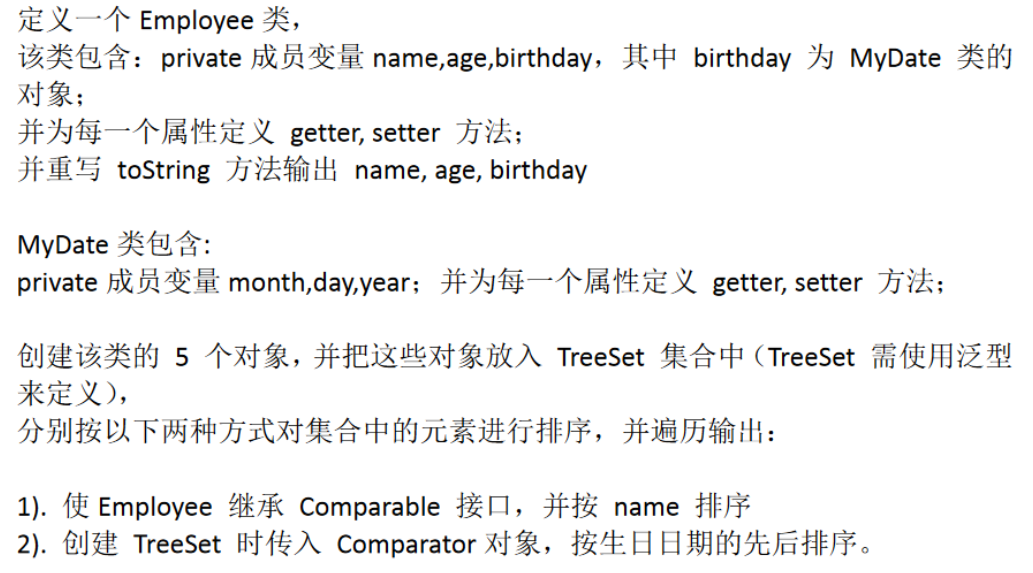 定义一个 Employee 类，
该类包含：private 成员变量 name,age,birthday，其中 birthday 为 MyDate 类的
对象；
并为每一个属性定义 getter, setter 方法；
并重写 toString 方法输出 name, age, birthday
MyDate 类包含:
private 成员变量 month,day,year；并为每一个属性定义 getter, setter 方法；
创建该类的 5 个对象，并把这些对象放入 TreeSet 集合中（TreeSet 需使用泛型
来定义），
分别按以下两种方式对集合中的元素进行排序，并遍历输出：
1). 使 Employee 继承 Comparable 接口，并按 name 排序
2). 创建 TreeSet 时传入 Comparator 对象，按生日日期的先后排序。